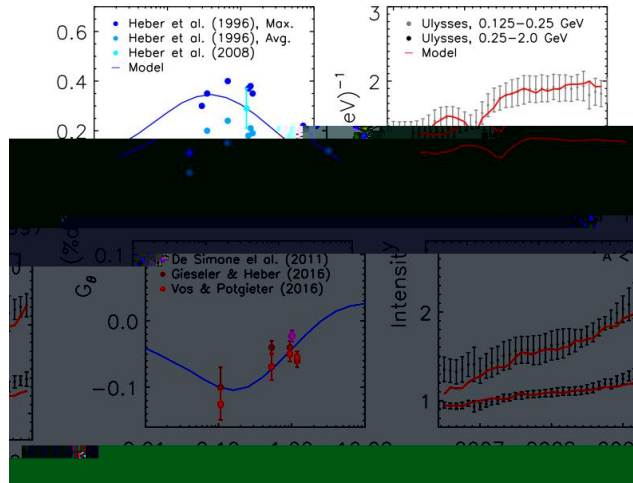 0.6
Heber et al. (1996), Max.
Heber et al. (1996), Avg.
Heber et al. (2008)
Model
0.4
0.2
3
Ulysses, 0.125-0.25 GeV
Ulysses, 0.25-2.0 GeV
Model
2
eV)⁻¹
(%
0.1
G_θ
De Simone et al. (2011)
Gieseler & Heber (2016)
Vos & Potgieter (2016)
0.0
−0.1
Intensity
A <
2
1